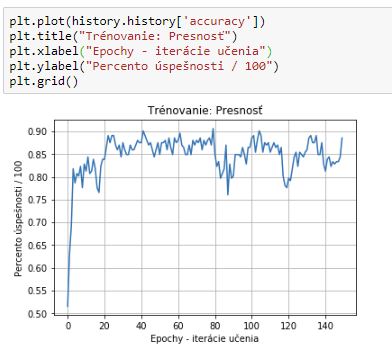 plt.plot(history.history['accuracy'])
plt.title("Trénovanie: Presnosť")
plt.xlabel("Epochy - iterácie učenia")
plt.ylabel("Percento úspešnosti / 100")
plt.grid()
Trénovanie: Presnosť
Percento úspešnosti / 100
0.90
0.85
0.80
0.75
0.70
0.65
0.60
0.55
0.50
0 20 40 60 80 100 120 140
Epochy - iterácie učenia